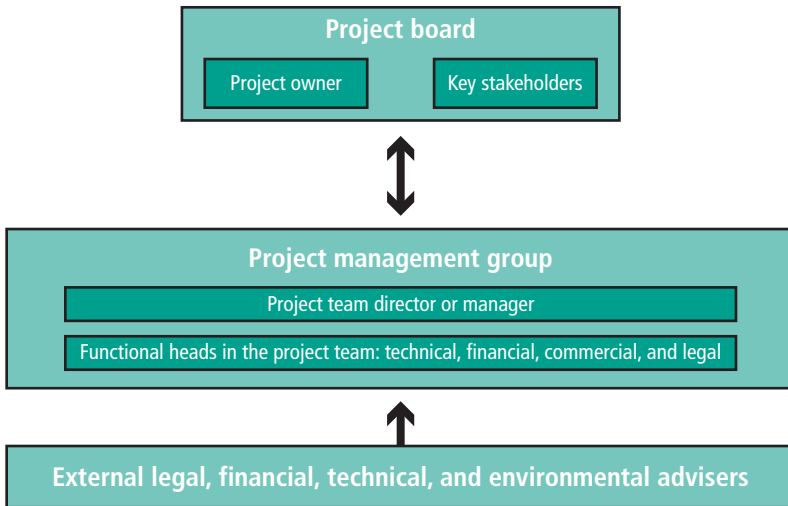 Project board
Project owner
Key stakeholders
Project management group
Project team director or manager
Functional heads in the project team: technical, financial, commercial, and legal
External legal, financial, technical, and environmental advisers